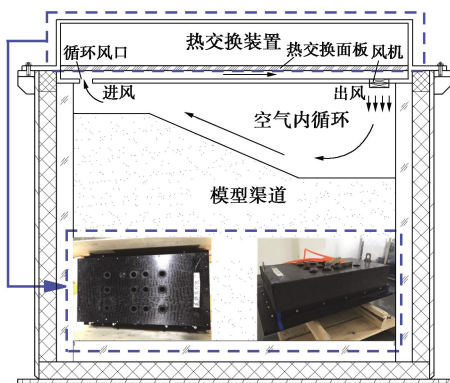 热交换装置
循环风口
热交换面板
风机
进风
出风
空气内循环
模型渠道